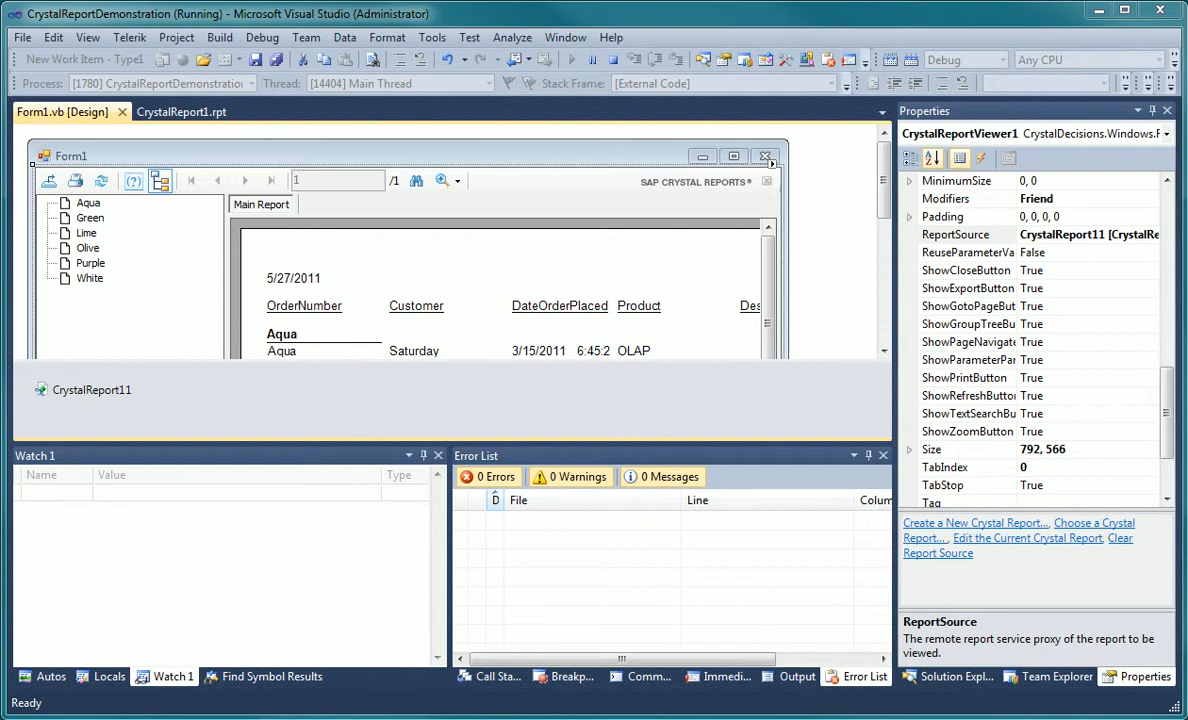 CrystalReportDemonstration (Running) - Microsoft Visual Studio (Administrator)
File Edit View Telerik Project Build Debug Team Data Format Tools Test Analyze Window Help
New Work Item - Type1 Debug Any CPU
Process: [1780] CrystalReportDemonstratio Thread: [14404] Main Thread Stack Frame: [External Code]
Form1.vb [Design] CrystalReport1.rpt
Form1
1 /1 SAP CRYSTAL REPORTS®
Aqua
Green
Lime
Olive
Purple
White
Main Report
5/27/2011
OrderNumber Customer DateOrderPlaced Product Des
Aqua
Aqua Saturday 3/15/2011 6:45:2 OLAP
CrystalReport11
Properties
CrystalReportViewer1 CrystalDecisions.Windows.F
MinimumSize 0, 0
Modifiers Friend
Padding 0, 0, 0, 0
ReportSource CrystalReport11 [CrystalRe
ReuseParameterVa False
ShowCloseButton True
ShowExportButton True
ShowGotoPageBut True
ShowGroupTreeBu True
ShowPageNavigate True
ShowParameterPar True
ShowPrintButton True
ShowRefreshButto True
ShowTextSearchBu True
ShowZoomButton True
Size 792, 566
TabIndex 0
TabStop True
Tag
Create a New Crystal Report..., Choose a Crystal
Report... , Edit the Current Crystal Report, Clear
Report Source
ReportSource
The remote report service proxy of the report to be
viewed.
Watch 1
Name Value Type
Error List
0 Errors 0 Warnings 0 Messages
D File Line Colum
Autos Locals Watch 1 Find Symbol Results
Call Sta... Breakp... Comm... Immedi... Output Error List
Solution Expl... Team Explorer Properties
Ready